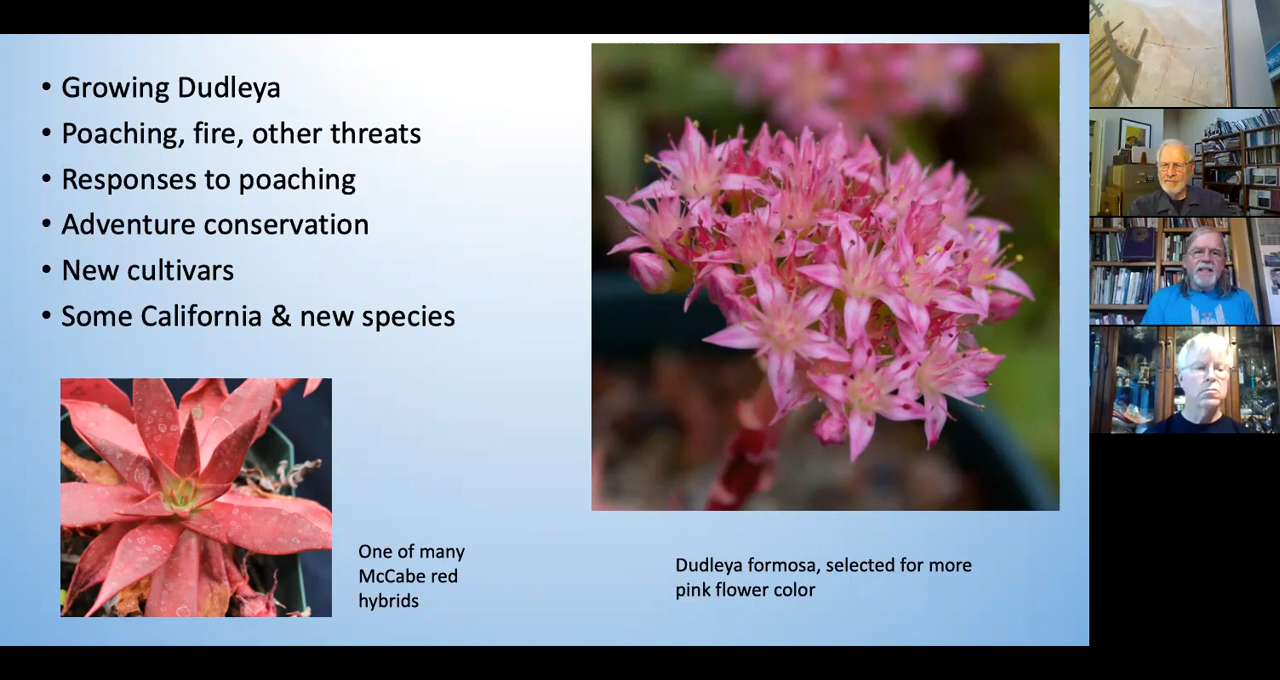 • Growing Dudleya
• Poaching, fire, other threats
• Responses to poaching
• Adventure conservation
• New cultivars
• Some California & new species
One of many
McCabe red
hybrids
Dudleya formosa, selected for more
pink flower color